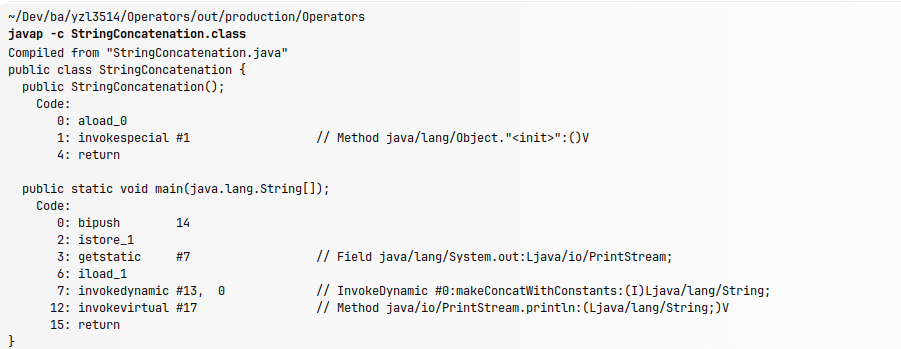 ~/Dev/ba/yzl3514/Operators/out/production/Operators
javap -c StringConcatenation.class
Compiled from "StringConcatenation.java"
public class StringConcatenation {
  public StringConcatenation();
    Code:
       0: aload_0
       1: invokespecial #1                  // Method java/lang/Object."<init>":()V
       4: return

  public static void main(java.lang.String[]);
    Code:
       0: bipush        14
       2: istore_1
       3: getstatic     #7                  // Field java/lang/System.out:Ljava/io/PrintStream;
       6: iload_1
       7: invokedynamic #13,  0             // InvokeDynamic #0:makeConcatWithConstants:(I)Ljava/lang/String;
      12: invokevirtual #17                 // Method java/io/PrintStream.println:(Ljava/lang/String;)V
      15: return
}